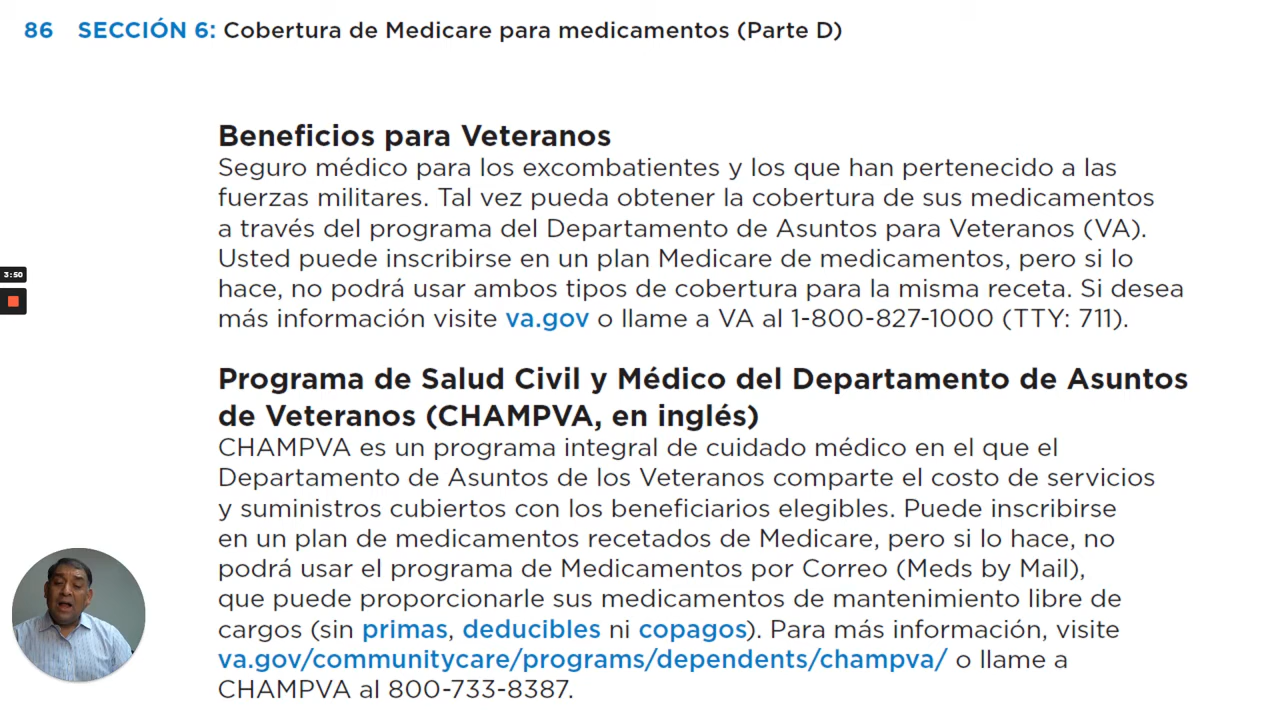 86 SECCIÓN 6: Cobertura de Medicare para medicamentos (Parte D)
Beneficios para Veteranos
Seguro médico para los excombatientes y los que han pertenecido a las
fuerzas militares. Tal vez pueda obtener la cobertura de sus medicamentos
a través del programa del Departamento de Asuntos para Veteranos (VA).
Usted puede inscribirse en un plan Medicare de medicamentos, pero si lo
hace, no podrá usar ambos tipos de cobertura para la misma receta. Si desea
más información visite va.gov o llame a VA al 1-800-827-1000 (TTY: 711).
3:50
Programa de Salud Civil y Médico del Departamento de Asuntos
de Veteranos (CHAMPVA, en inglés)
CHAMPVA es un programa integral de cuidado médico en el que el
Departamento de Asuntos de los Veteranos comparte el costo de servicios
y suministros cubiertos con los beneficiarios elegibles. Puede inscribirse
en un plan de medicamentos recetados de Medicare, pero si lo hace, no
podrá usar el programa de Medicamentos por Correo (Meds by Mail),
que puede proporcionarle sus medicamentos de mantenimiento libre de
cargos (sin primas, deducibles ni copagos). Para más información, visite
va.gov/communitycare/programs/dependents/champva/ o llame a
CHAMPVA al 800-733-8387.